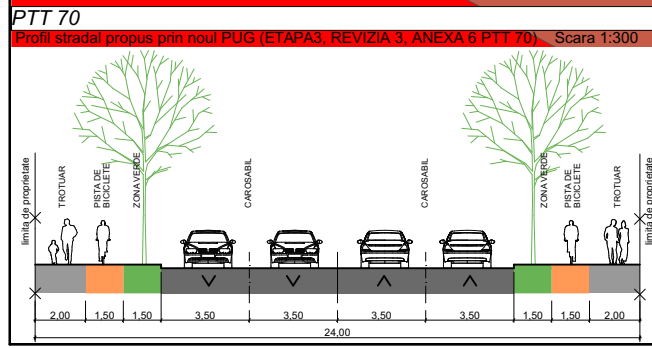 PTT 70
Profil stradal propus prin noul PUG (ETAPA3, REVIZIA 3, ANEXA 6 PTT 70) Scara 1:300
limita de proprietate
TROTUAR
PISTA DE
BICICLETE
ZONA VERDE
CAROSABIL
CAROSABIL
ZONA VERDE
PISTA DE
BICICLETE
TROTUAR
limita de proprietate
2,00 1,50 1,50 3,50 3,50 3,50 3,50 1,50 1,50 2,00
24,00